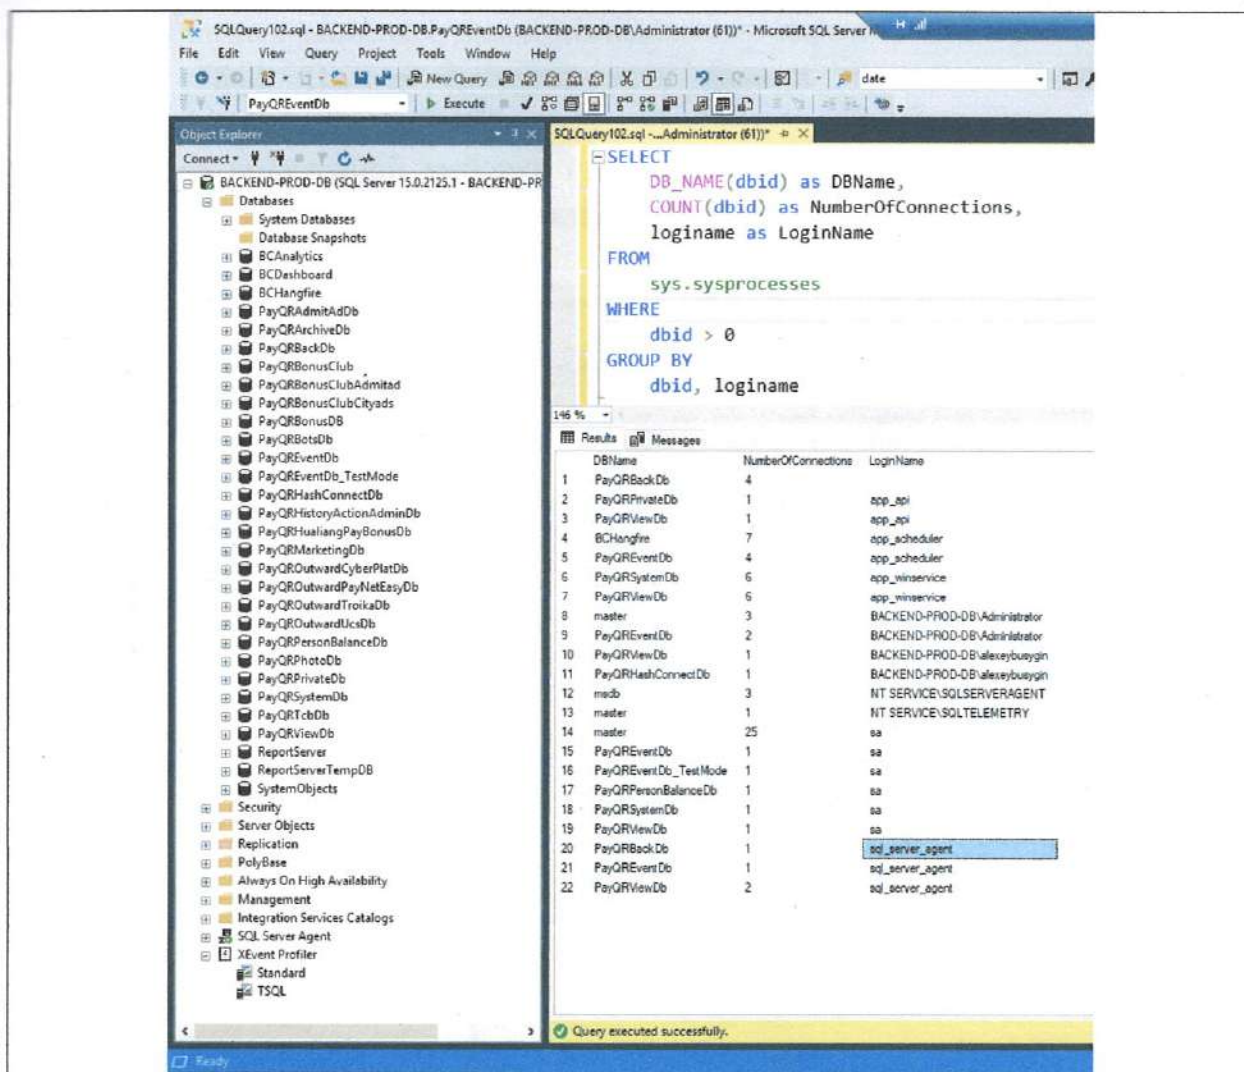 SQLQuery102.sql - BACKEND-PROD-DB.PayQREventDb (BACKEND-PROD-DB\Administrator (61))* - Microsoft SQL Server
File Edit View Query Project Tools Window Help
New Query date
PayQREventDb Execute
Object Explorer
Connect
BACKEND-PROD-DB (SQL Server 15.0.2125.1 - BACKEND-PR
Databases
System Databases
Database Snapshots
BCAnalytics
BCDashboard
BCHangfire
PayQRAdmitAdDb
PayQRArchiveDb
PayQRBackDb
PayQRBonusClub
PayQRBonusClubAdmitad
PayQRBonusClubCityads
PayQRBonusDB
PayQRBotsDb
PayQREventDb
PayQREventDb_TestMode
PayQRHashConnectDb
PayQRHistoryActionAdminDb
PayQRHualiangPayBonusDb
PayQRMarketingDb
PayQROutwardCyberPlatDb
PayQROutwardPayNetEasyDb
PayQROutwardTroikaDb
PayQROutwardUcsDb
PayQRPersonBalanceDb
PayQRPhotoDb
PayQRPrivateDb
PayQRSystemDb
PayQRTcbDb
PayQRViewDb
ReportServer
ReportServerTempDB
SystemObjects
Security
Server Objects
Replication
PolyBase
Always On High Availability
Management
Integration Services Catalogs
SQL Server Agent
XEvent Profiler
Standard
TSQL
SQLQuery102.sql -...Administrator (61))*
SELECT
DB_NAME(dbid) as DBName,
COUNT(dbid) as NumberOfConnections,
loginame as LoginName
FROM
sys.sysprocesses
WHERE
dbid > 0
GROUP BY
dbid, loginame
146 %
Results Messages
DBName NumberOfConnections LoginName
1 PayQRBackDb 4
2 PayQRPrivateDb 1 app_api
3 PayQRViewDb 1 app_api
4 BCHangfire 7 app_scheduler
5 PayQREventDb 4 app_scheduler
6 PayQRSystemDb 6 app_winservice
7 PayQRViewDb 6 app_winservice
8 master 3 BACKEND-PROD-DB\Administrator
9 PayQREventDb 2 BACKEND-PROD-DB\Administrator
10 PayQRViewDb 1 BACKEND-PROD-DB\alexeybusygin
11 PayQRHashConnectDb 1 BACKEND-PROD-DB\alexeybusygin
12 msdb 3 NT SERVICE\SQLSERVERAGENT
13 master 1 NT SERVICE\SQLTELEMETRY
14 master 25 sa
15 PayQREventDb 1 sa
16 PayQREventDb_TestMode 1 sa
17 PayQRPersonBalanceDb 1 sa
18 PayQRSystemDb 1 sa
19 PayQRViewDb 1 sa
20 PayQRBackDb 1 sql_server_agent
21 PayQREventDb 1 sql_server_agent
22 PayQRViewDb 2 sql_server_agent
Query executed successfully.
Ready